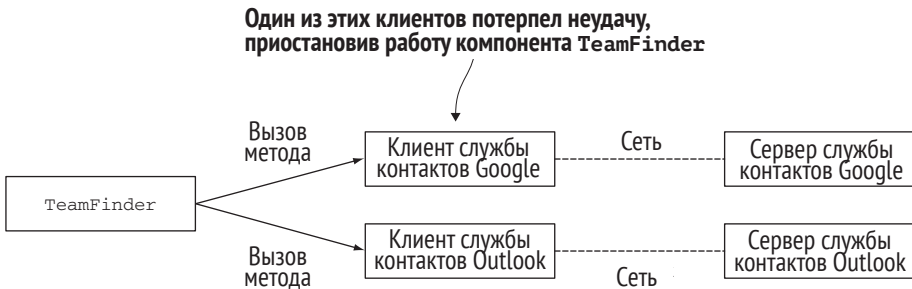 Один из этих клиентов потерпел неудачу,
приостановив работу компонента TeamFinder
Вызов
метода
Клиент службы
контактов Google
Сеть
Сервер службы
контактов Google
TeamFinder
Вызов
метода
Клиент службы
контактов Outlook
Сеть
Сервер службы
контактов Outlook